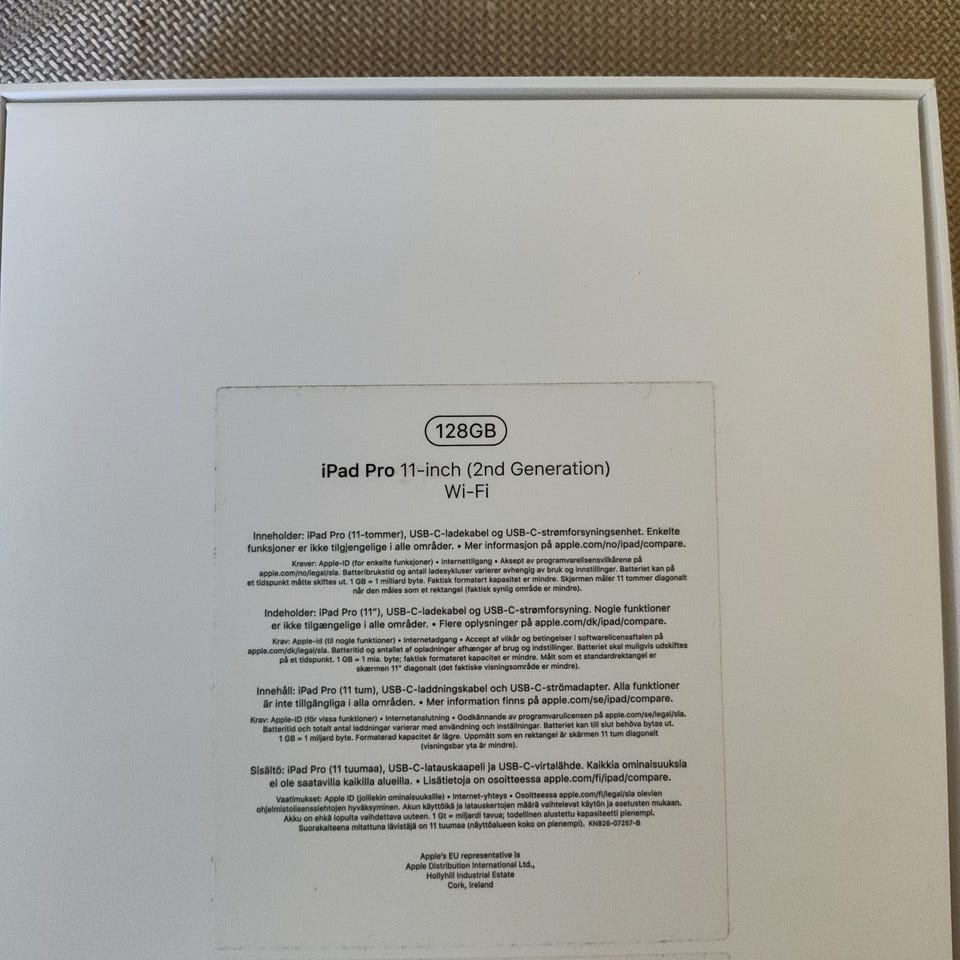 128GB
iPad Pro 11-inch (2nd Generation)
Wi-Fi
Inneholder: iPad Pro (11-tommer), USB-C-ladekabel og USB-C-strømforsyningsenhet. Enkelte
funksjoner er ikke tilgjengelige i alle områder. • Mer informasjon på apple.com/no/ipad/compare.
Krever: Apple-ID (for enkelte funksjoner) • Internettilgang • Aksept av programvarelisensvilkårene på
apple.com/no/legal/sla. Batteribrukstid og antall ladesykluser varierer avhengig av bruk og innstillinger. Batteriet kan på
et tidspunkt måtte skiftes ut. 1 GB = 1 milliard byte. Faktisk formatert kapasitet er mindre. Skjermen måler 11 tommer diagonalt
når den måles som et rektangel (faktisk synlig område er mindre).
Indeholder: iPad Pro (11"), USB-C-ladekabel og USB-C-strømforsyning. Nogle funktioner
er ikke tilgængelige i alle områder. • Flere oplysninger på apple.com/dk/ipad/compare.
Krav: Apple-id (til nogle funktioner) • Internetadgang • Accept af vilkår og betingelser i softwarelicensaftalen på
apple.com/dk/legal/sla. Batteritid og antallet af opladninger afhænger af brug og indstillinger. Batteriet skal muligvis udskiftes
på et tidspunkt. 1 GB = 1 mia. byte; faktisk formateret kapacitet er mindre. Målt som et standardrektangel er
skærmen 11" diagonalt (det faktiske visningsområde er mindre).
Innehåll: iPad Pro (11 tum), USB-C-laddningskabel och USB-C-strömadapter. Alla funktioner
är inte tillgängliga i alla områden. • Mer information finns på apple.com/se/ipad/compare.
Krav: Apple-ID (för vissa funktioner) • Internetanslutning • Godkännande av programvarulicensen på apple.com/se/legal/sla.
Batteritid och totalt antal laddningar varierar med användning och inställningar. Batteriet kan till slut behöva bytas ut.
1 GB = 1 miljard byte. Formaterad kapacitet är lägre. Uppmätt som en rektangel är skärmen 11 tum diagonalt
(visningsbar yta är mindre).
Sisältö: iPad Pro (11 tuumaa), USB-C-latauskaapeli ja USB-C-virtalähde. Kaikkia ominaisuuksia
ei ole saatavilla kaikilla alueilla. • Lisätietoja on osoitteessa apple.com/fi/ipad/compare.
Vaatimukset: Apple ID (joillekin ominaisuuksille) • Internet-yhteys • Osoitteessa apple.com/fi/legal/sla olevien
ohjelmistolisenssiehtojen hyväksyminen. Akun käyttöikä ja latauskertojen määrä vaihtelevat käytön ja asetusten mukaan.
Akku on ehkä lopulta vaihdettava uuteen. 1 Gt = miljardi tavua; todellinen alustettu kapasiteetti pienempi.
Suorakaiteena mitattuna lävistäjä on 11 tuumaa (näyttöalueen koko on pienempi). KN826-07257-B
Apple's EU representative is
Apple Distribution International Ltd.,
Hollyhill Industrial Estate
Cork, Ireland